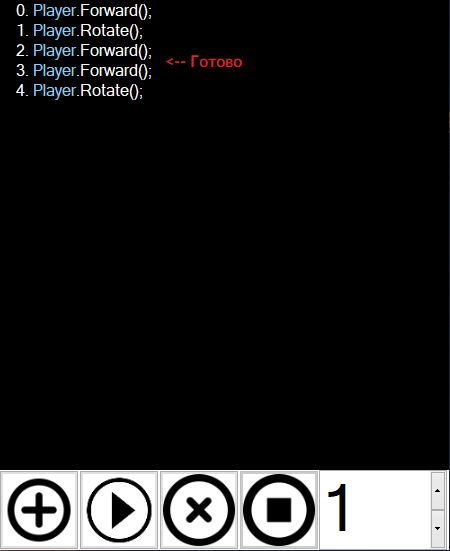 0. Player.Forward();
1. Player.Rotate();
2. Player.Forward();
<-- Готово
3. Player.Forward();
4. Player.Rotate();
1